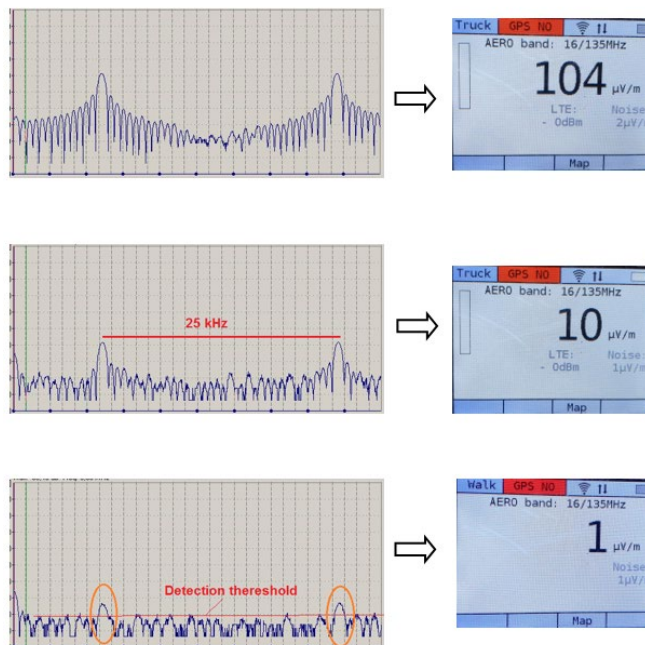 Truck GPS NO
AERO band: 16/135MHz
104 µV/m
LTE: Noise
- 0dBm 2µV/
Map
25 kHz
Truck GPS NO
AERO band: 16/135MHz
10 µV/m
LTE: Noise:
- 0dBm 1µV/
Map
Walk GPS NO
AERO band: 16/135MHz
1 µV/m
Noise
1µV/
Map
Detection thereshold